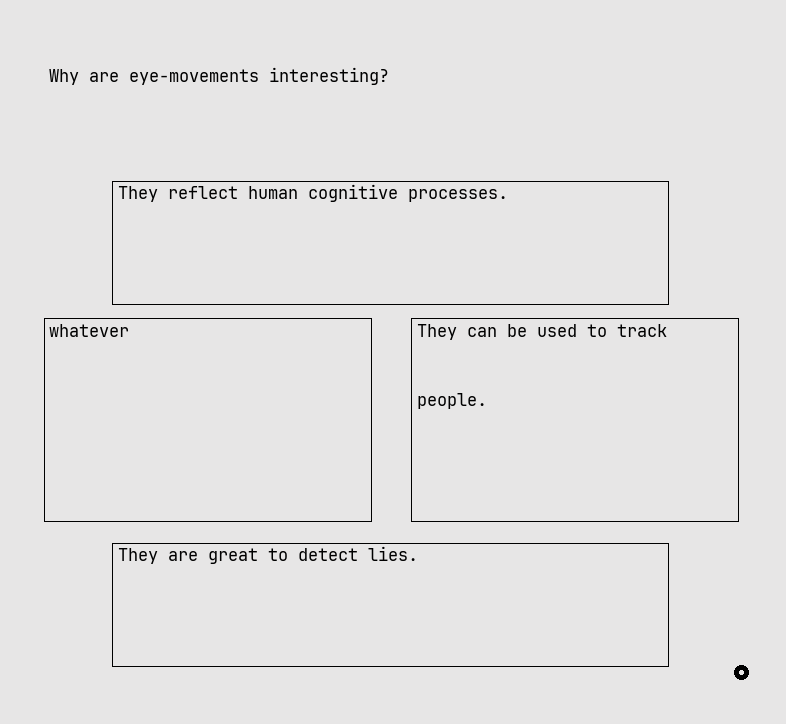 Why are eye-movements interesting?
They reflect human cognitive processes.
whatever
They can be used to track
people.
They are great to detect lies.